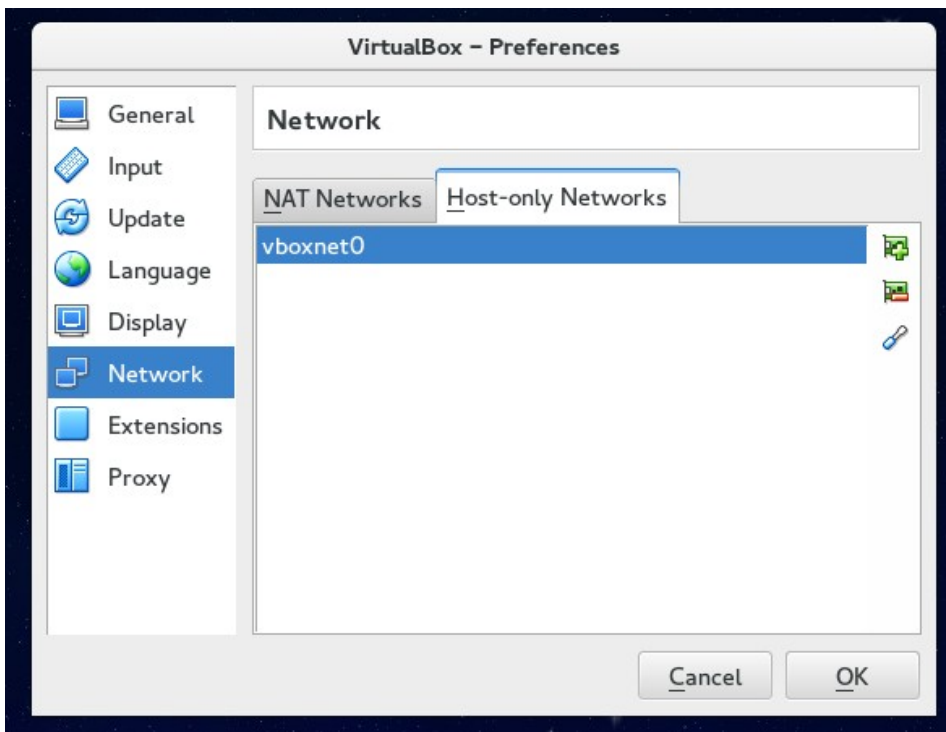 VirtualBox – Preferences
General
Input
Update
Language
Display
Network
Extensions
Proxy
Network
NAT Networks
Host-only Networks
vboxnet0
Cancel
OK